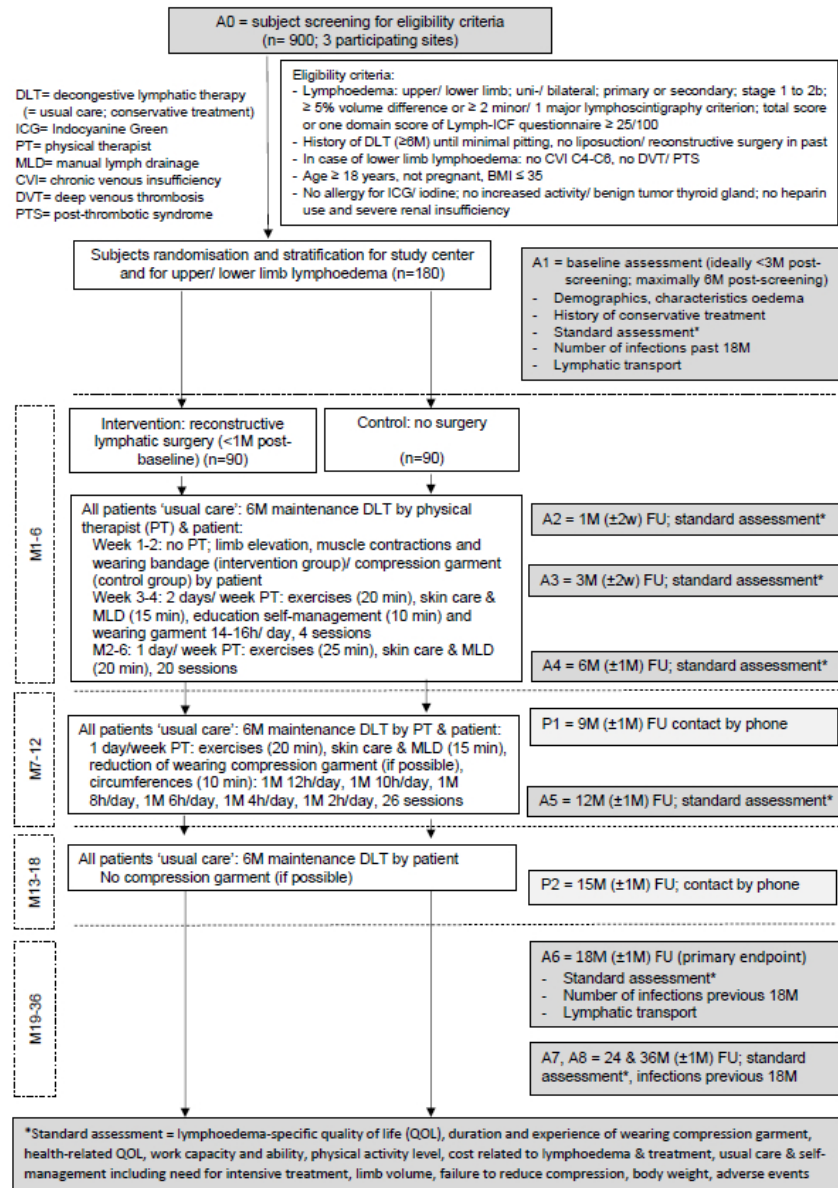 A0 = subject screening for eligibility criteria
(n= 900; 3 participating sites)
DLT= decongestive lymphatic therapy
(= usual care; conservative treatment)
ICG= Indocyanine Green
PT= physical therapist
MLD= manual lymph drainage
CVI= chronic venous insufficiency
DVT= deep venous thrombosis
PTS= post-thrombotic syndrome
Eligibility criteria:
- Lymphoedema: upper/ lower limb; uni-/ bilateral; primary or secondary; stage 1 to 2b;
≥ 5% volume difference or ≥ 2 minor/ 1 major lymphoscintigraphy criterion; total score
or one domain score of Lymph-ICF questionnaire ≥ 25/100
- History of DLT (≥6M) until minimal pitting, no liposuction/ reconstructive surgery in past
- In case of lower limb lymphoedema: no CVI C4-C6, no DVT/ PTS
- Age ≥ 18 years, not pregnant, BMI ≤ 35
- No allergy for ICG/ iodine; no increased activity/ benign tumor thyroid gland; no heparin
use and severe renal insufficiency
Subjects randomisation and stratification for study center
and for upper/ lower limb lymphoedema (n=180)
A1 = baseline assessment (ideally <3M post-
screening; maximally 6M post-screening)
- Demographics, characteristics oedema
- History of conservative treatment
- Standard assessment*
- Number of infections past 18M
- Lymphatic transport
M1-6
Intervention: reconstructive
lymphatic surgery (<1M post-
baseline) (n=90)
Control: no surgery
(n=90)
All patients ‘usual care’: 6M maintenance DLT by physical
therapist (PT) & patient:
Week 1-2: no PT; limb elevation, muscle contractions and
wearing bandage (intervention group)/ compression garment
(control group) by patient
Week 3-4: 2 days/ week PT: exercises (20 min), skin care &
MLD (15 min), education self-management (10 min) and
wearing garment 14-16h/ day, 4 sessions
M2-6: 1 day/ week PT: exercises (25 min), skin care & MLD
(20 min), 20 sessions
A2 = 1M (±2w) FU; standard assessment*
A3 = 3M (±2w) FU; standard assessment*
A4 = 6M (±1M) FU; standard assessment*
M7-12
All patients ‘usual care’: 6M maintenance DLT by PT & patient:
1 day/week PT: exercises (20 min), skin care & MLD (15 min),
reduction of wearing compression garment (if possible),
circumferences (10 min): 1M 12h/day, 1M 10h/day, 1M
8h/day, 1M 6h/day, 1M 4h/day, 1M 2h/day, 26 sessions
P1 = 9M (±1M) FU contact by phone
A5 = 12M (±1M) FU; standard assessment*
M13-18
All patients ‘usual care’: 6M maintenance DLT by patient
No compression garment (if possible)
P2 = 15M (±1M) FU; contact by phone
M19-36
A6 = 18M (±1M) FU (primary endpoint)
- Standard assessment*
- Number of infections previous 18M
- Lymphatic transport
A7, A8 = 24 & 36M (±1M) FU; standard
assessment*, infections previous 18M
*Standard assessment = lymphoedema-specific quality of life (QOL), duration and experience of wearing compression garment,
health-related QOL, work capacity and ability, physical activity level, cost related to lymphoedema & treatment, usual care & self-
management including need for intensive treatment, limb volume, failure to reduce compression, body weight, adverse events